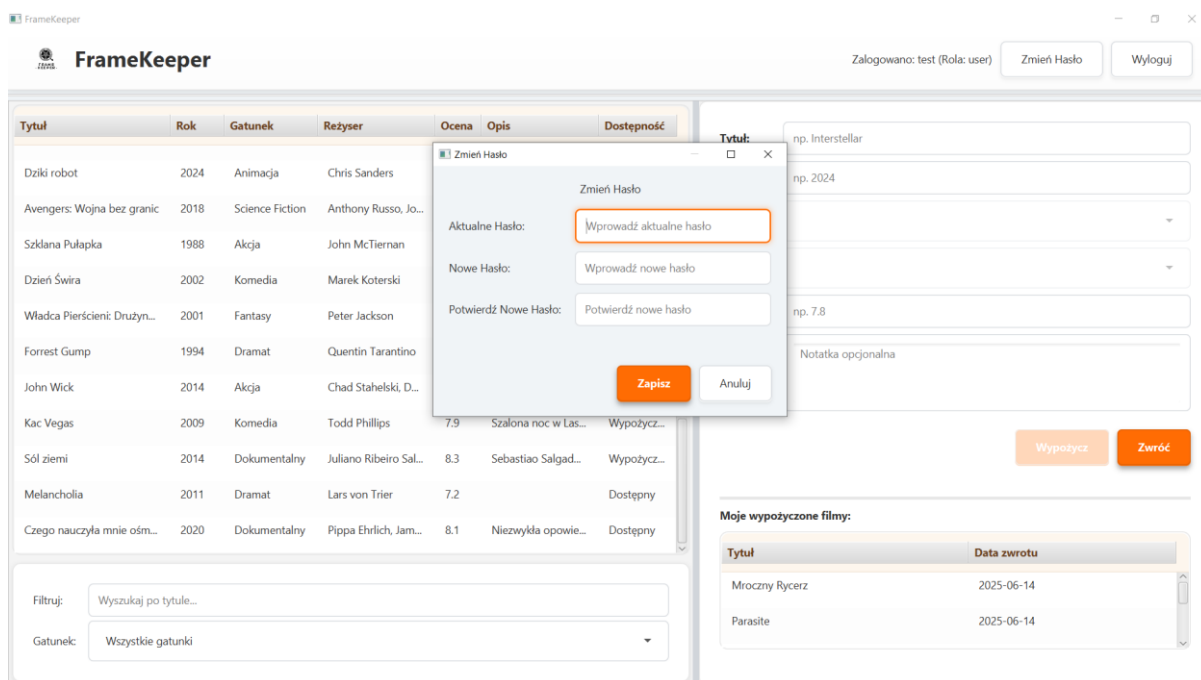 FrameKeeper
FrameKeeper
Zalogowano: test (Rola: user) Zmień Hasło Wyloguj
Tytuł Rok Gatunek Reżyser Ocena Opis Dostępność
Dziki robot 2024 Animacja Chris Sanders
Avengers: Wojna bez granic 2018 Science Fiction Anthony Russo, Jo...
Szklana Pułapka 1988 Akcja John McTiernan
Dzień Świra 2002 Komedia Marek Koterski
Władca Pierścieni: Drużyn... 2001 Fantasy Peter Jackson
Forrest Gump 1994 Dramat Quentin Tarantino
John Wick 2014 Akcja Chad Stahelski, D...
Kac Vegas 2009 Komedia Todd Phillips 7.9 Szalona noc w Las... Wypożycz...
Sól ziemi 2014 Dokumentalny Juliano Ribeiro Sal... 8.3 Sebastiao Salgad... Wypożycz...
Melancholia 2011 Dramat Lars von Trier 7.2 Dostępny
Czego nauczyła mnie ośm... 2020 Dokumentalny Pippa Ehrlich, Jam... 8.1 Niezwykła opowie... Dostępny
Filtruj: Wyszukaj po tytule...
Gatunek: Wszystkie gatunki
Zmień Hasło
Zmień Hasło
Aktualne Hasło: Wprowadź aktualne hasło
Nowe Hasło: Wprowadź nowe hasło
Potwierdź Nowe Hasło: Potwierdź nowe hasło
Zapisz Anuluj
Tytuł: np. Interstellar
np. 2024
np. 7.8
Notatka opcjonalna
Wypożycz Zwróć
Moje wypożyczone filmy:
Tytuł Data zwrotu
Mroczny Rycerz 2025-06-14
Parasite 2025-06-14